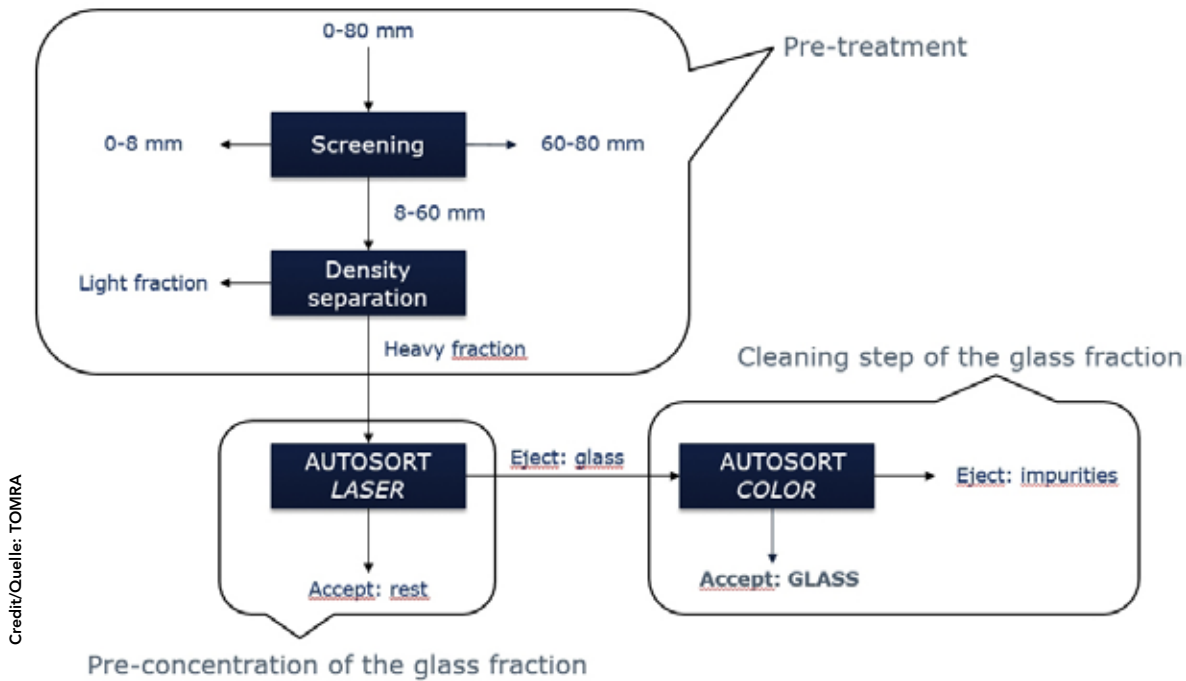 0-80 mm
Pre-treatment
0-8 mm
Screening
60-80 mm
8-60 mm
Density
separation
Light fraction
Heavy fraction
Cleaning step of the glass fraction
AUTOSORT
LASER
Eject: glass
AUTOSORT
COLOR
Eject: impurities
Accept: rest
Accept: GLASS
Pre-concentration of the glass fraction
Credit/Quelle: TOMRA